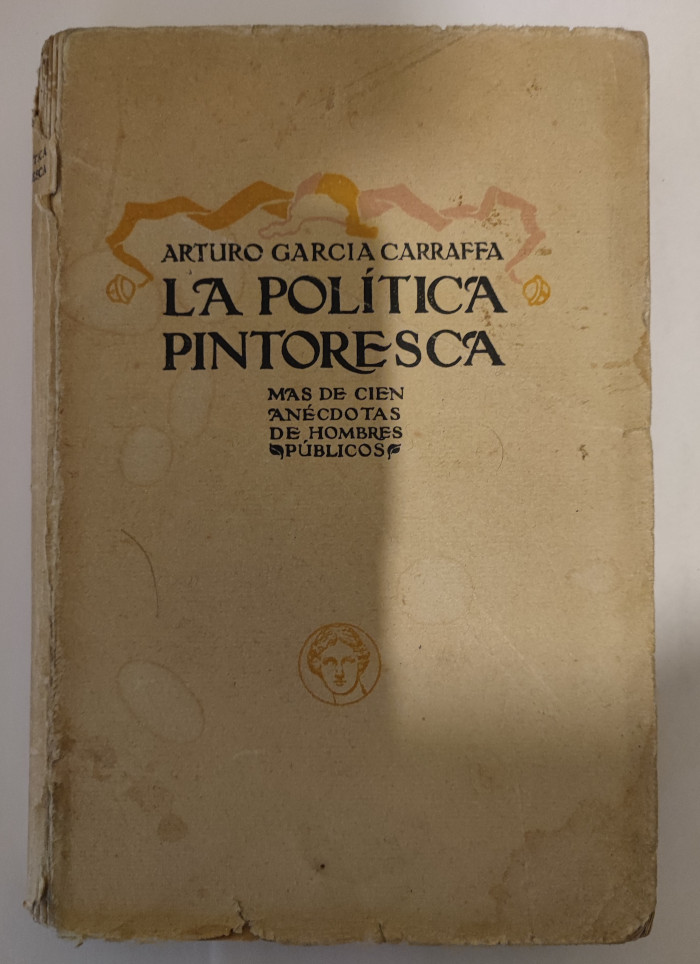 ARTURO GARCIA CARRAFFA
LA POLÍTICA
PINTORESCA
MAS DE CIEN
ANÉCDOTAS
DE HOMBRES
PÚBLICOS